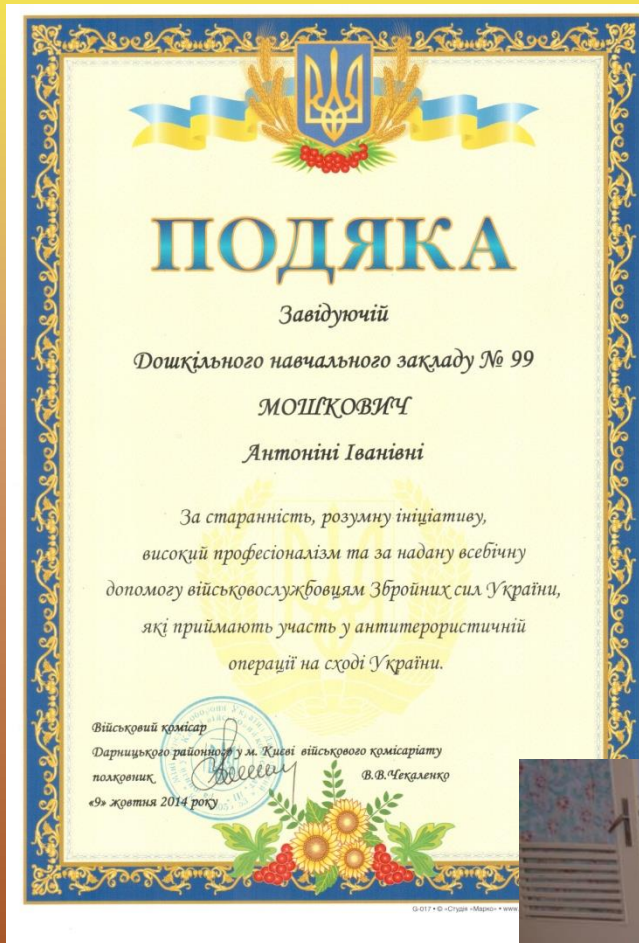 ПОДЯКА
Завідуючій
Дошкільного навчального закладу № 99
МОШКОВИЧ
Антоніні Іванівні
За старанність, розумну ініціативу,
високий професіоналізм та за надану всебічну
допомогу військовослужбовцям Збройних сил України,
які приймають участь у антитерористичній
операції на сході України.
Військовий комісар
Дарницького районного у м. Києві військового комісаріату
полковник В.В.Чекаленко
«9» жовтня 2014 року
G-017 • © «Студія «Марко» • www.